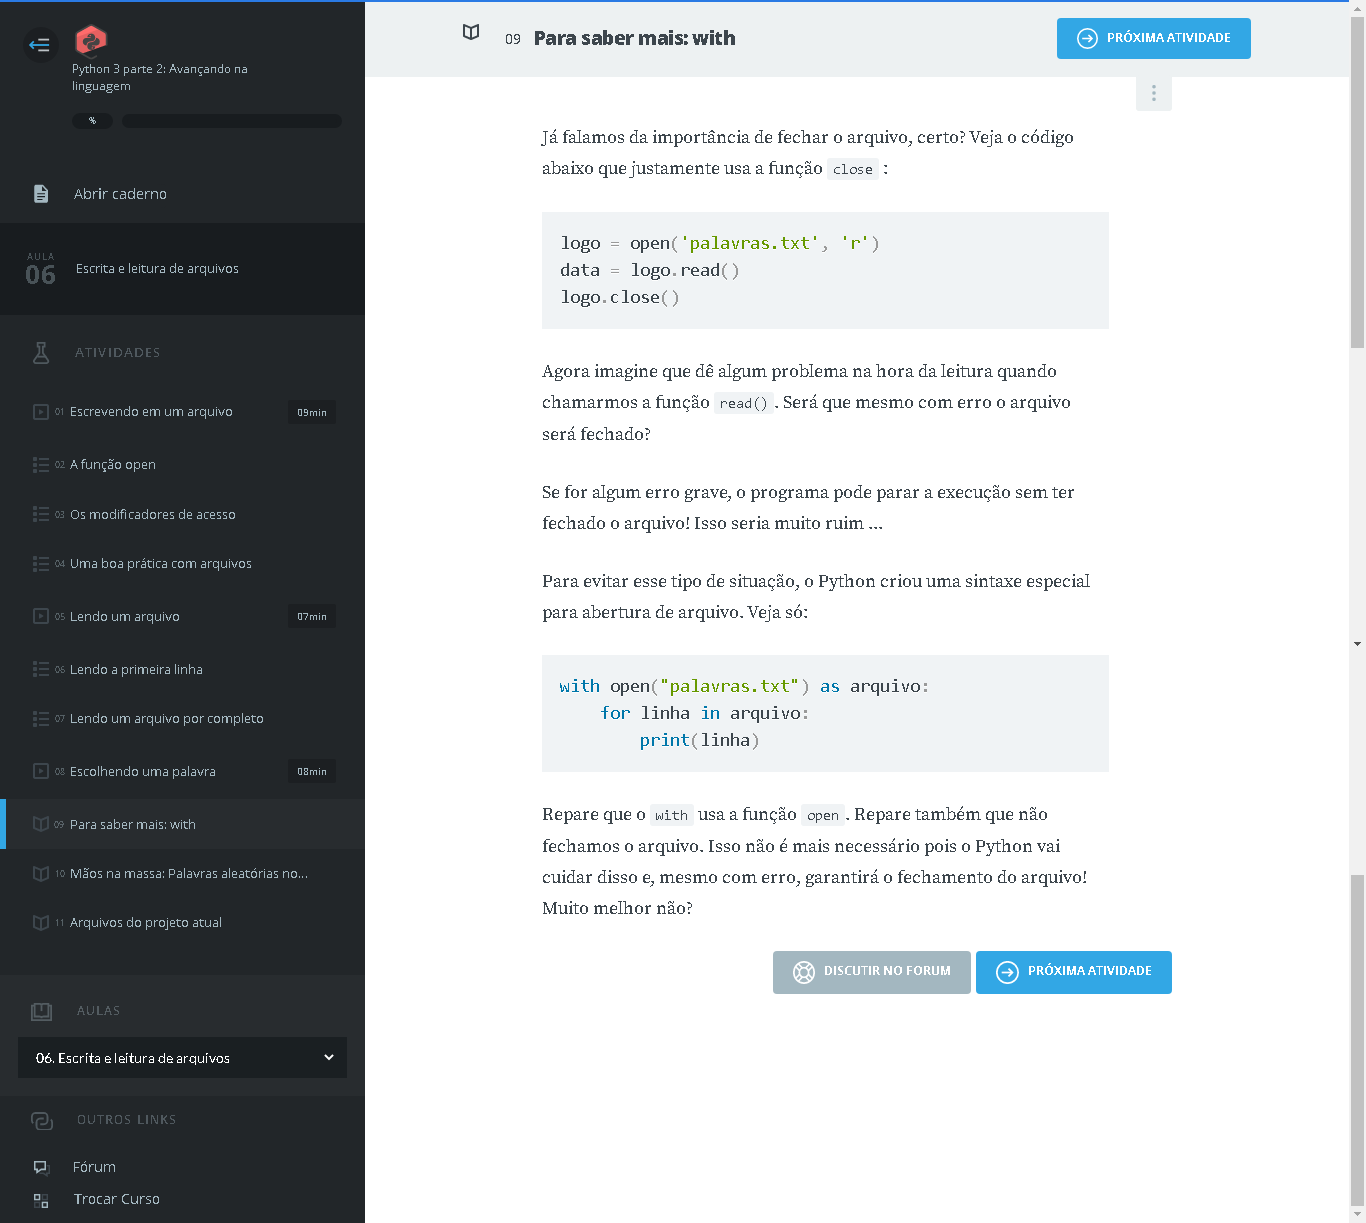 Python 3 parte 2: Avançando na
linguagem
%
Abrir caderno
AULA
06
Escrita e leitura de arquivos
ATIVIDADES
01 Escrevendo em um arquivo 09min
02 A função open
03 Os modificadores de acesso
04 Uma boa prática com arquivos
05 Lendo um arquivo 07min
06 Lendo a primeira linha
07 Lendo um arquivo por completo
08 Escolhendo uma palavra 08min
09 Para saber mais: with
10 Mãos na massa: Palavras aleatórias no...
11 Arquivos do projeto atual
AULAS
06. Escrita e leitura de arquivos
OUTROS LINKS
Fórum
Trocar Curso
09 Para saber mais: with
PRÓXIMA ATIVIDADE
Já falamos da importância de fechar o arquivo, certo? Veja o código
abaixo que justamente usa a função close :
logo = open('palavras.txt', 'r')
data = logo.read()
logo.close()
Agora imagine que dê algum problema na hora da leitura quando
chamarmos a função read() . Será que mesmo com erro o arquivo
será fechado?
Se for algum erro grave, o programa pode parar a execução sem ter
fechado o arquivo! Isso seria muito ruim ...
Para evitar esse tipo de situação, o Python criou uma sintaxe especial
para abertura de arquivo. Veja só:
with open("palavras.txt") as arquivo:
    for linha in arquivo:
        print(linha)
Repare que o with usa a função open . Repare também que não
fechamos o arquivo. Isso não é mais necessário pois o Python vai
cuidar disso e, mesmo com erro, garantirá o fechamento do arquivo!
Muito melhor não?
DISCUTIR NO FORUM
PRÓXIMA ATIVIDADE